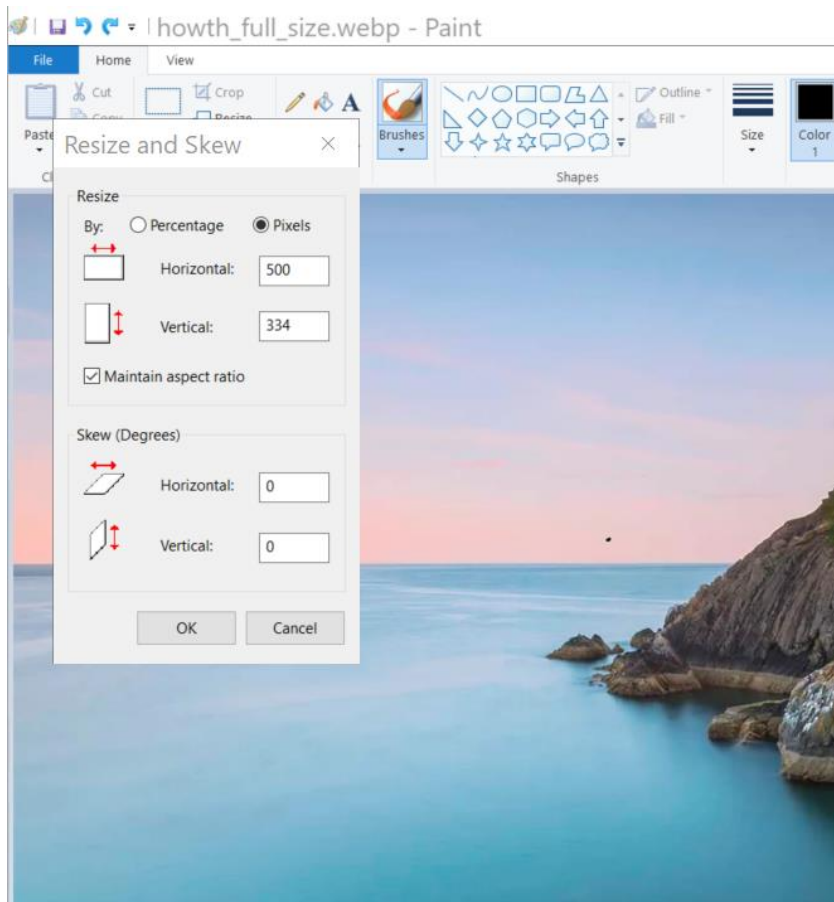 howth_full_size.webp - Paint
File Home View
Cut
Copy
Paste
Crop
Resize
A
Brushes
Outline
Fill
Shapes
Size
Color
1
Resize and Skew
Resize
By: Percentage Pixels
Horizontal: 500
Vertical: 334
Maintain aspect ratio
Skew (Degrees)
Horizontal: 0
Vertical: 0
OK Cancel